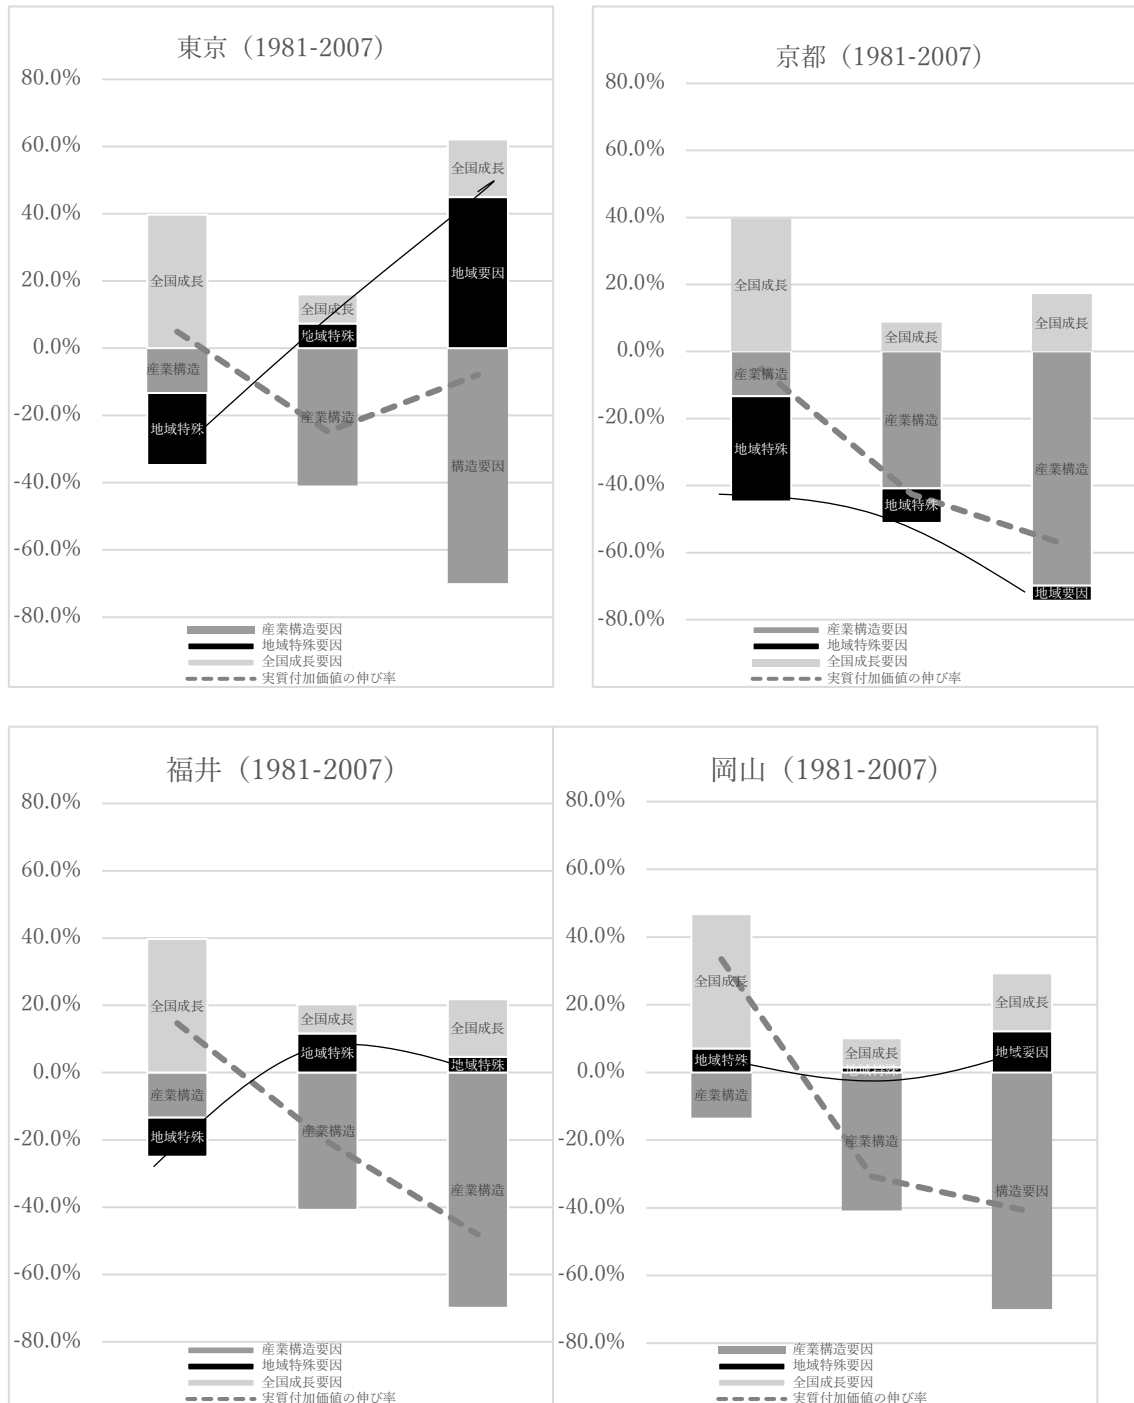 東京（1981-2007）
80.0%
60.0%
40.0%
20.0%
0.0%
-20.0%
-40.0%
-60.0%
-80.0%
全国成長
産業構造
地域特殊
全国成長
地域特殊
産業構造
全国成長
地域要因
構造要因
産業構造要因
地域特殊要因
全国成長要因
実質付加価値の伸び率
京都（1981-2007）
80.0%
60.0%
40.0%
20.0%
0.0%
-20.0%
-40.0%
-60.0%
-80.0%
全国成長
産業構造
地域特殊
全国成長
産業構造
地域特殊
全国成長
産業構造
地域要因
産業構造要因
地域特殊要因
全国成長要因
実質付加価値の伸び率
福井（1981-2007）
80.0%
60.0%
40.0%
20.0%
0.0%
-20.0%
-40.0%
-60.0%
-80.0%
全国成長
産業構造
地域特殊
全国成長
地域特殊
産業構造
全国成長
地域特殊
産業構造
産業構造要因
地域特殊要因
全国成長要因
実質付加価値の伸び率
岡山（1981-2007）
80.0%
60.0%
40.0%
20.0%
0.0%
-20.0%
-40.0%
-60.0%
-80.0%
全国成長
地域特殊
産業構造
全国成長
地域特殊
産業構造
全国成長
地域要因
構造要因
産業構造要因
地域特殊要因
全国成長要因
実質付加価値の伸び率